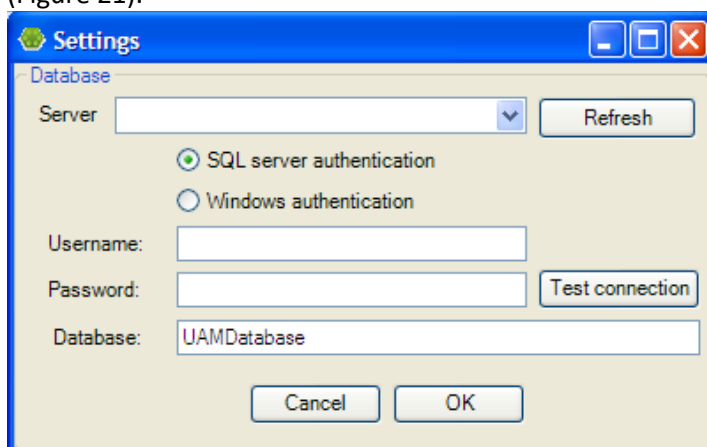 (Figure 21).
Settings
Database
Server Refresh
SQL server authentication
Windows authentication
Username:
Password: Test connection
Database: UAMDatabase
Cancel OK